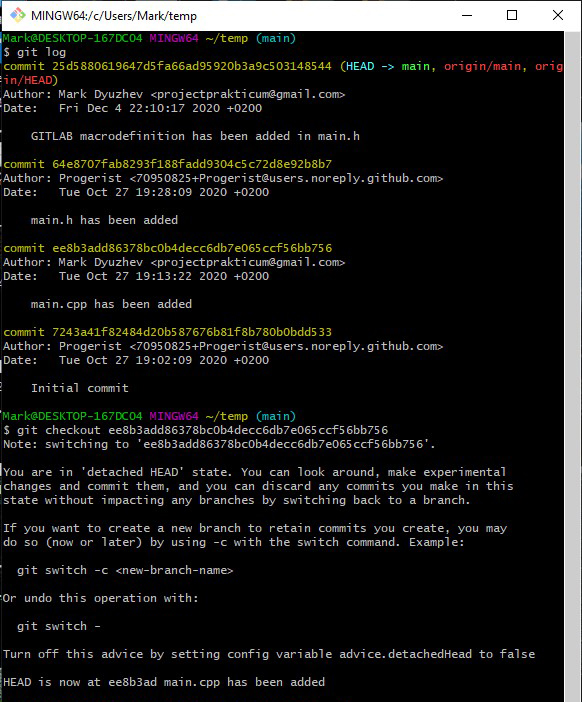 MINGW64:/c/Users/Mark/temp
Mark@DESKTOP-167DC04 MINGW64 ~/temp (main)
$ git log
commit 25d5880619647d5fa66ad95920b3a9c503148544 (HEAD -> main, origin/main, orig
in/HEAD)
Author: Mark Dyuzhev <projectprakticum@gmail.com>
Date:   Fri Dec 4 22:10:17 2020 +0200
    GITLAB macrodefinition has been added in main.h
commit 64e8707fab8293f188fadd9304c5c72d8e92b8b7
Author: Progerist <70950825+Progerist@users.noreply.github.com>
Date:   Tue Oct 27 19:28:09 2020 +0200
    main.h has been added
commit ee8b3add86378bc0b4decc6db7e065ccf56bb756
Author: Mark Dyuzhev <projectprakticum@gmail.com>
Date:   Tue Oct 27 19:13:22 2020 +0200
    main.cpp has been added
commit 7243a41f82484d20b587676b81f8b780b0bdd533
Author: Progerist <70950825+Progerist@users.noreply.github.com>
Date:   Tue Oct 27 19:02:09 2020 +0200
    Initial commit
Mark@DESKTOP-167DC04 MINGW64 ~/temp (main)
$ git checkout ee8b3add86378bc0b4decc6db7e065ccf56bb756
Note: switching to 'ee8b3add86378bc0b4decc6db7e065ccf56bb756'.
You are in 'detached HEAD' state. You can look around, make experimental
changes and commit them, and you can discard any commits you make in this
state without impacting any branches by switching back to a branch.
If you want to create a new branch to retain commits you create, you may
do so (now or later) by using -c with the switch command. Example:
  git switch -c <new-branch-name>
Or undo this operation with:
  git switch -
Turn off this advice by setting config variable advice.detachedHead to false
HEAD is now at ee8b3ad main.cpp has been added